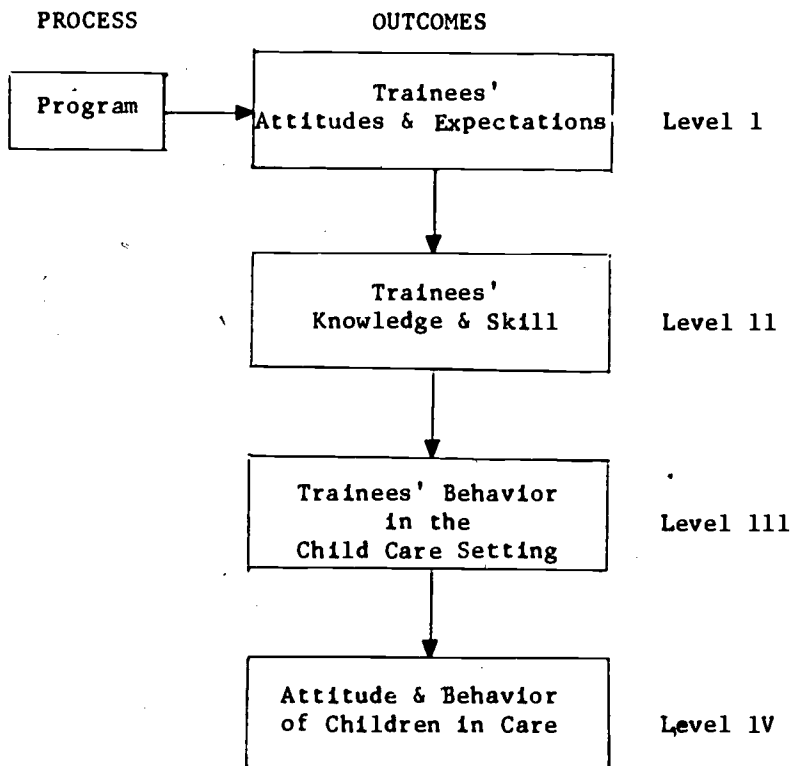 PROCESS OUTCOMES
Program
Trainees'
Attitudes & Expectations
Level 1
Trainees'
Knowledge & Skill
Level 11
Trainees' Behavior
in the
Child Care Setting
Level 111
Attitude & Behavior
of Children in Care
Level 1V